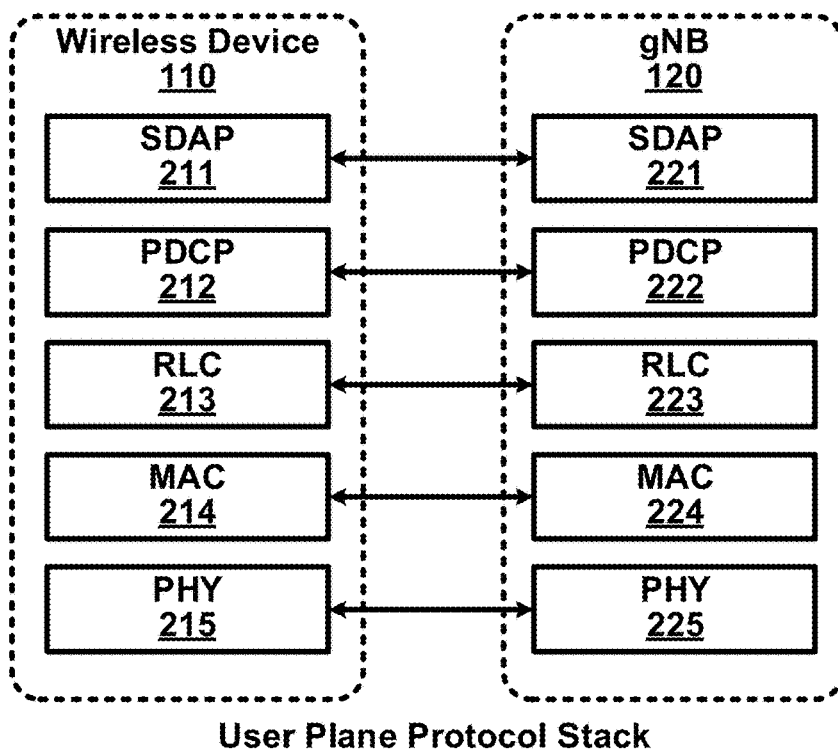 Wireless Device
110
SDAP
211
PDCP
212
RLC
213
MAC
214
PHY
215
gNB
120
SDAP
221
PDCP
222
RLC
223
MAC
224
PHY
225
User Plane Protocol Stack